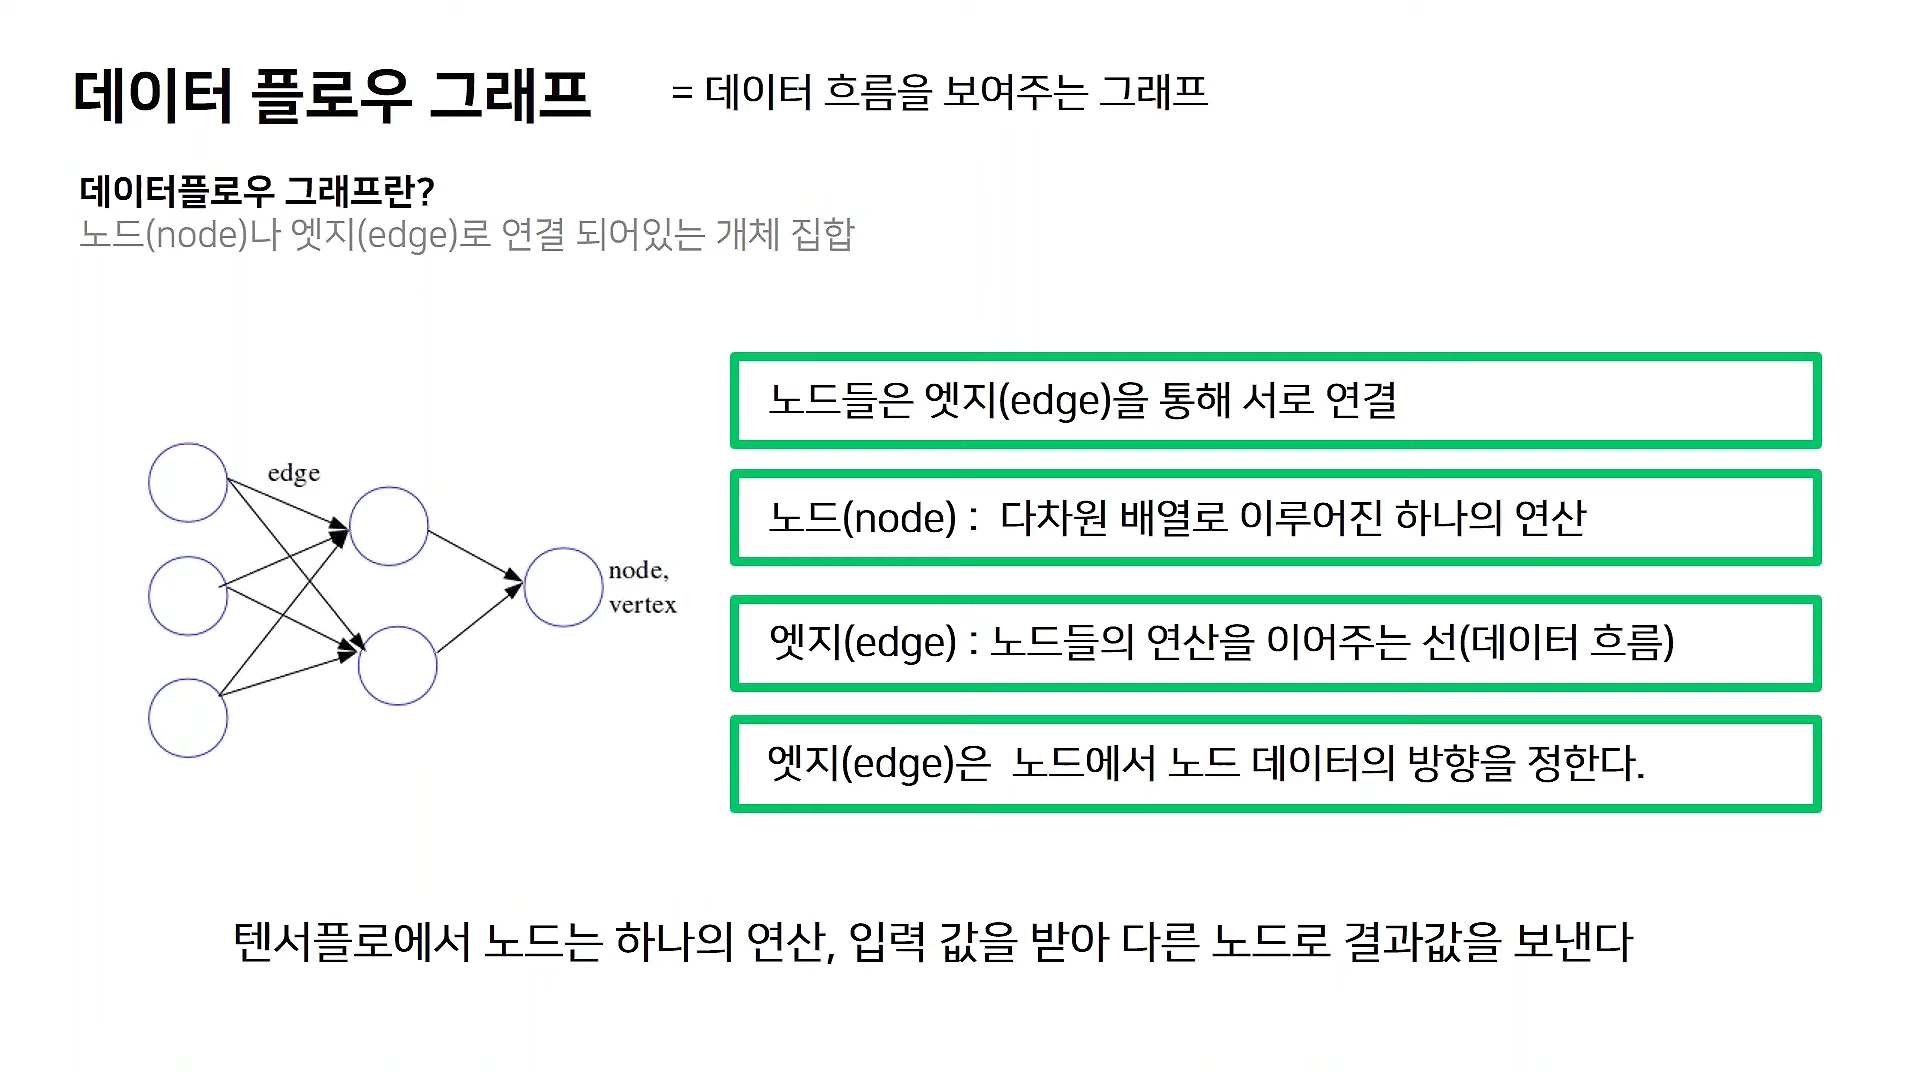 데이터 플로우 그래프
= 데이터 흐름을 보여주는 그래프
데이터플로우 그래프란?
노드(node)나 엣지(edge)로 연결 되어있는 개체 집합
edge
node,
vertex
노드들은 엣지(edge)을 통해 서로 연결
노드(node) : 다차원 배열로 이루어진 하나의 연산
엣지(edge) : 노드들의 연산을 이어주는 선(데이터 흐름)
엣지(edge)은 노드에서 노드 데이터의 방향을 정한다.
텐서플로에서 노드는 하나의 연산, 입력 값을 받아 다른 노드로 결과값을 보낸다